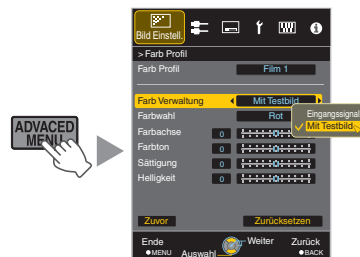 Bild Einstell.
> Farb Profil
Farb Profil Film 1
Farb Verwaltung Mit Testbild
Farbwahl Rot
Eingangssignal
Mit Testbild
Farbachse 0
Farbton 0
Sättigung 0
Helligkeit 0
ADVACED
MENU
Zuvor Zurücksetzen
Ende Weiter Zurück
MENU Auswahl BACK